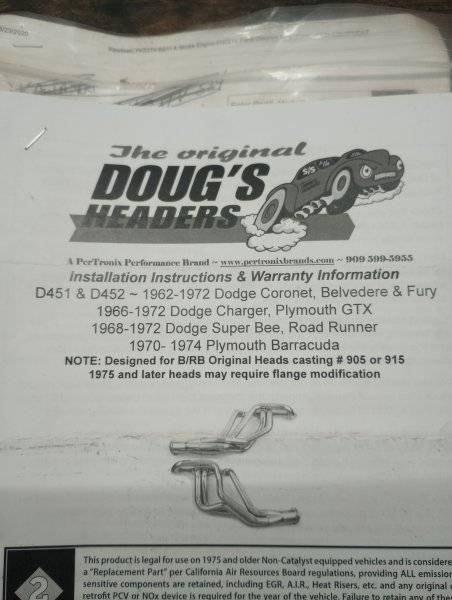 8/23/2020
The original
DOUG'S
HEADERS
S/S
A PerTronix Performance Brand ~ www.pertronixbrands.com ~ 909 599-5955
Installation Instructions & Warranty Information
D451 & D452 ~ 1962-1972 Dodge Coronet, Belvedere & Fury
1966-1972 Dodge Charger, Plymouth GTX
1968-1972 Dodge Super Bee, Road Runner
1970- 1974 Plymouth Barracuda
NOTE: Designed for B/RB Original Heads casting # 905 or 915
1975 and later heads may require flange modification
2
This product is legal for use on 1975 and older Non-Catalyst equipped vehicles and is considere
a "Replacement Part" per California Air Resources Board regulations, providing ALL emission
sensitive components are retained, including EGR, A.I.R., Heat Risers, etc. and any original
retrofit PCV or NOx device is required for the year of the vehicle. Failure to retain any of thes